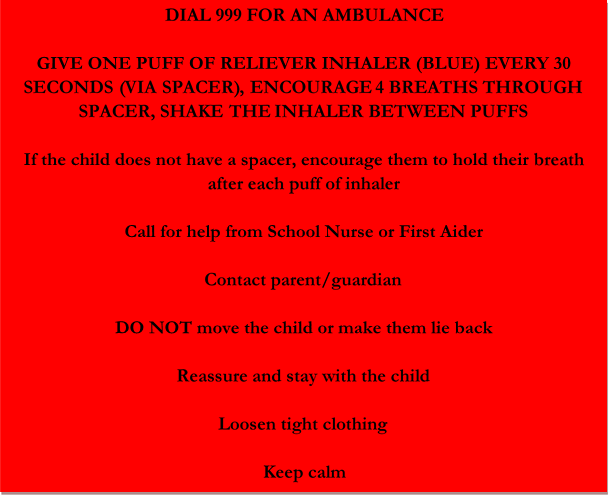 DIAL 999 FOR AN AMBULANCE
GIVE ONE PUFF OF RELIEVER INHALER (BLUE) EVERY 30
SECONDS (VIA SPACER), ENCOURAGE 4 BREATHS THROUGH
SPACER, SHAKE THE INHALER BETWEEN PUFFS
If the child does not have a spacer, encourage them to hold their breath
after each puff of inhaler
Call for help from School Nurse or First Aider
Contact parent/guardian
DO NOT move the child or make them lie back
Reassure and stay with the child
Loosen tight clothing
Keep calm